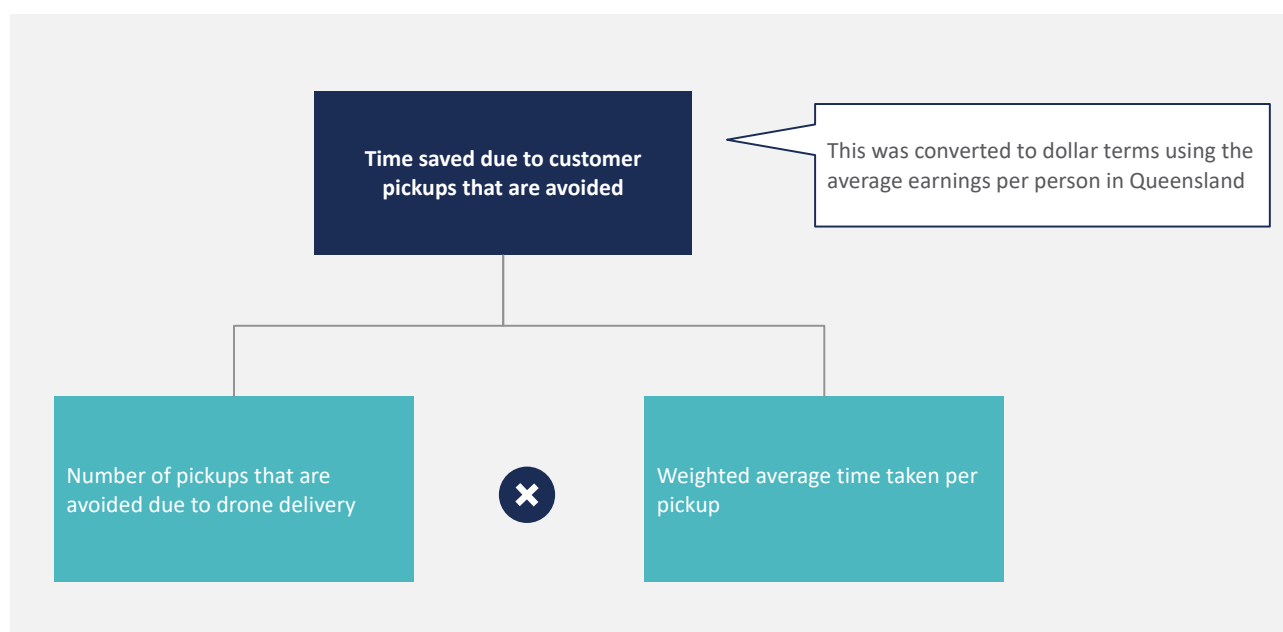 Time saved due to customer
pickups that are avoided
This was converted to dollar terms using the
average earnings per person in Queensland
Number of pickups that are
avoided due to drone delivery
Weighted average time taken per
pickup